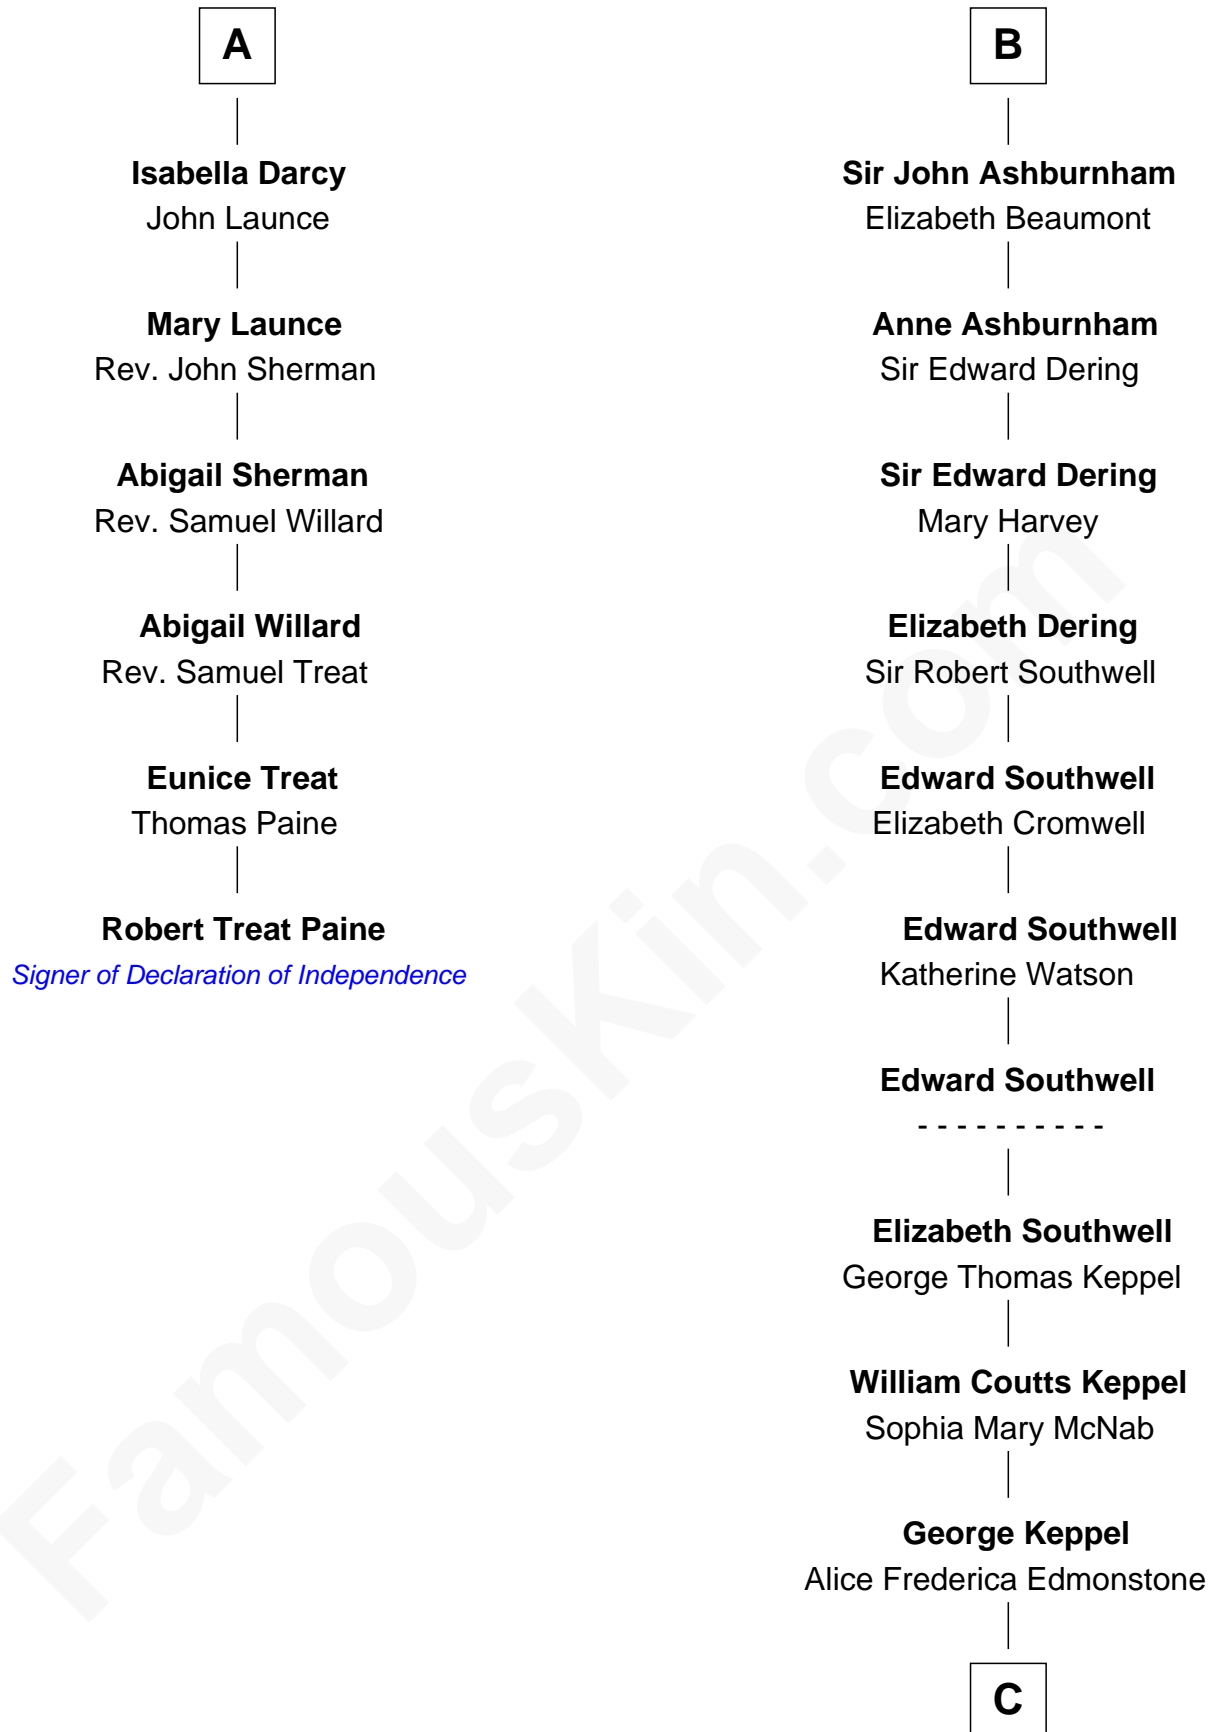 A
Isabella Darcy
John Launce
Mary Launce
Rev. John Sherman
Abigail Sherman
Rev. Samuel Willard
Abigail Willard
Rev. Samuel Treat
Eunice Treat
Thomas Paine
Robert Treat Paine
Signer of Declaration of Independence
B
Sir John Ashburnham
Elizabeth Beaumont
Anne Ashburnham
Sir Edward Dering
Sir Edward Dering
Mary Harvey
Elizabeth Dering
Sir Robert Southwell
Edward Southwell
Elizabeth Cromwell
Edward Southwell
Katherine Watson
Edward Southwell
- - - - - - - - - -
Elizabeth Southwell
George Thomas Keppel
William Coutts Keppel
Sophia Mary McNab
George Keppel
Alice Frederica Edmonstone
C
FamousKin.com